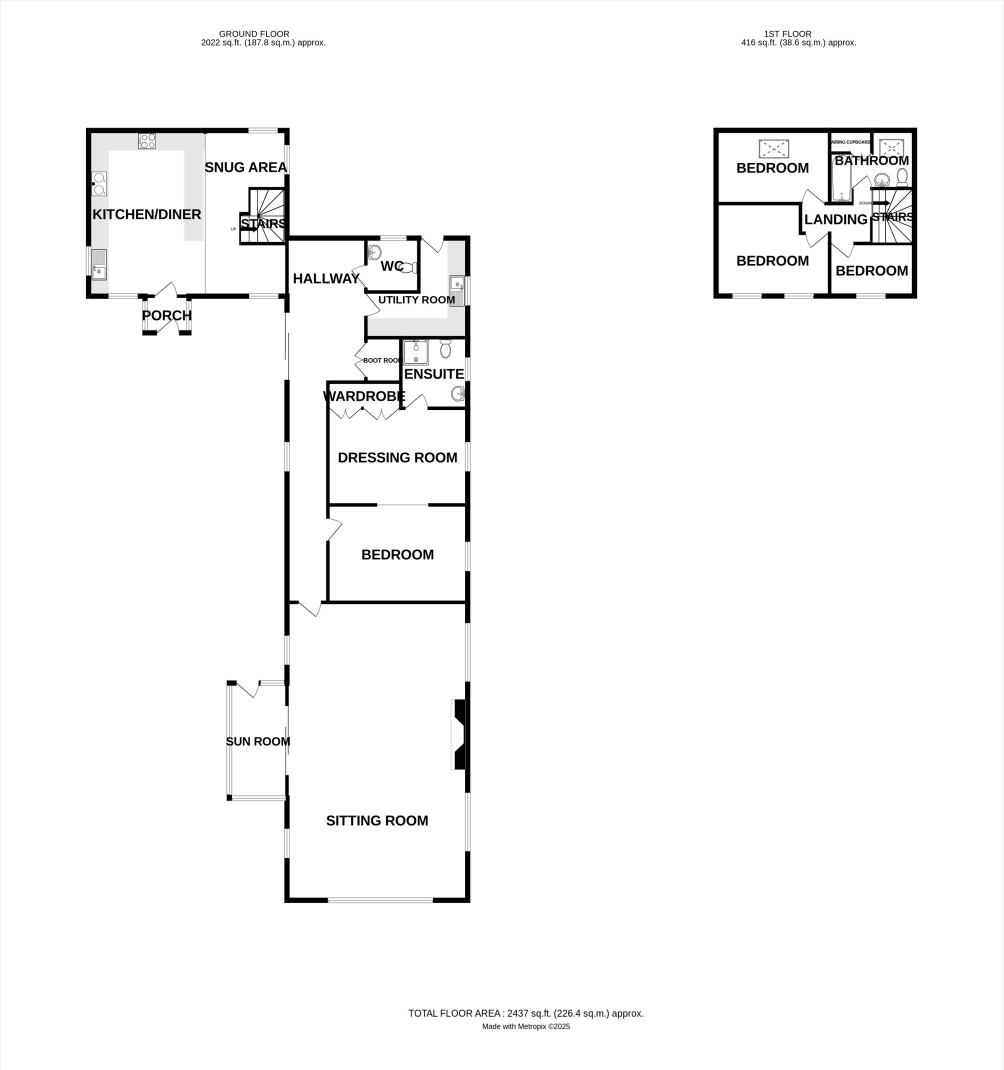 GROUND FLOOR
2022 sq.ft. (187.8 sq.m.) approx.
1ST FLOOR
416 sq.ft. (38.6 sq.m.) approx.
SNUG AREA
KITCHEN/DINER
STAIRS
UP
PORCH
HALLWAY
WC
UTILITY ROOM
BOOT ROOM
ENSUITE
WARDROBE
DRESSING ROOM
BEDROOM
SUN ROOM
SITTING ROOM
AIRING CUPBOARD
BEDROOM
BATHROOM
DOWN
LANDING
STAIRS
BEDROOM
BEDROOM
TOTAL FLOOR AREA : 2437 sq.ft. (226.4 sq.m.) approx.
Made with Metropix ©2025